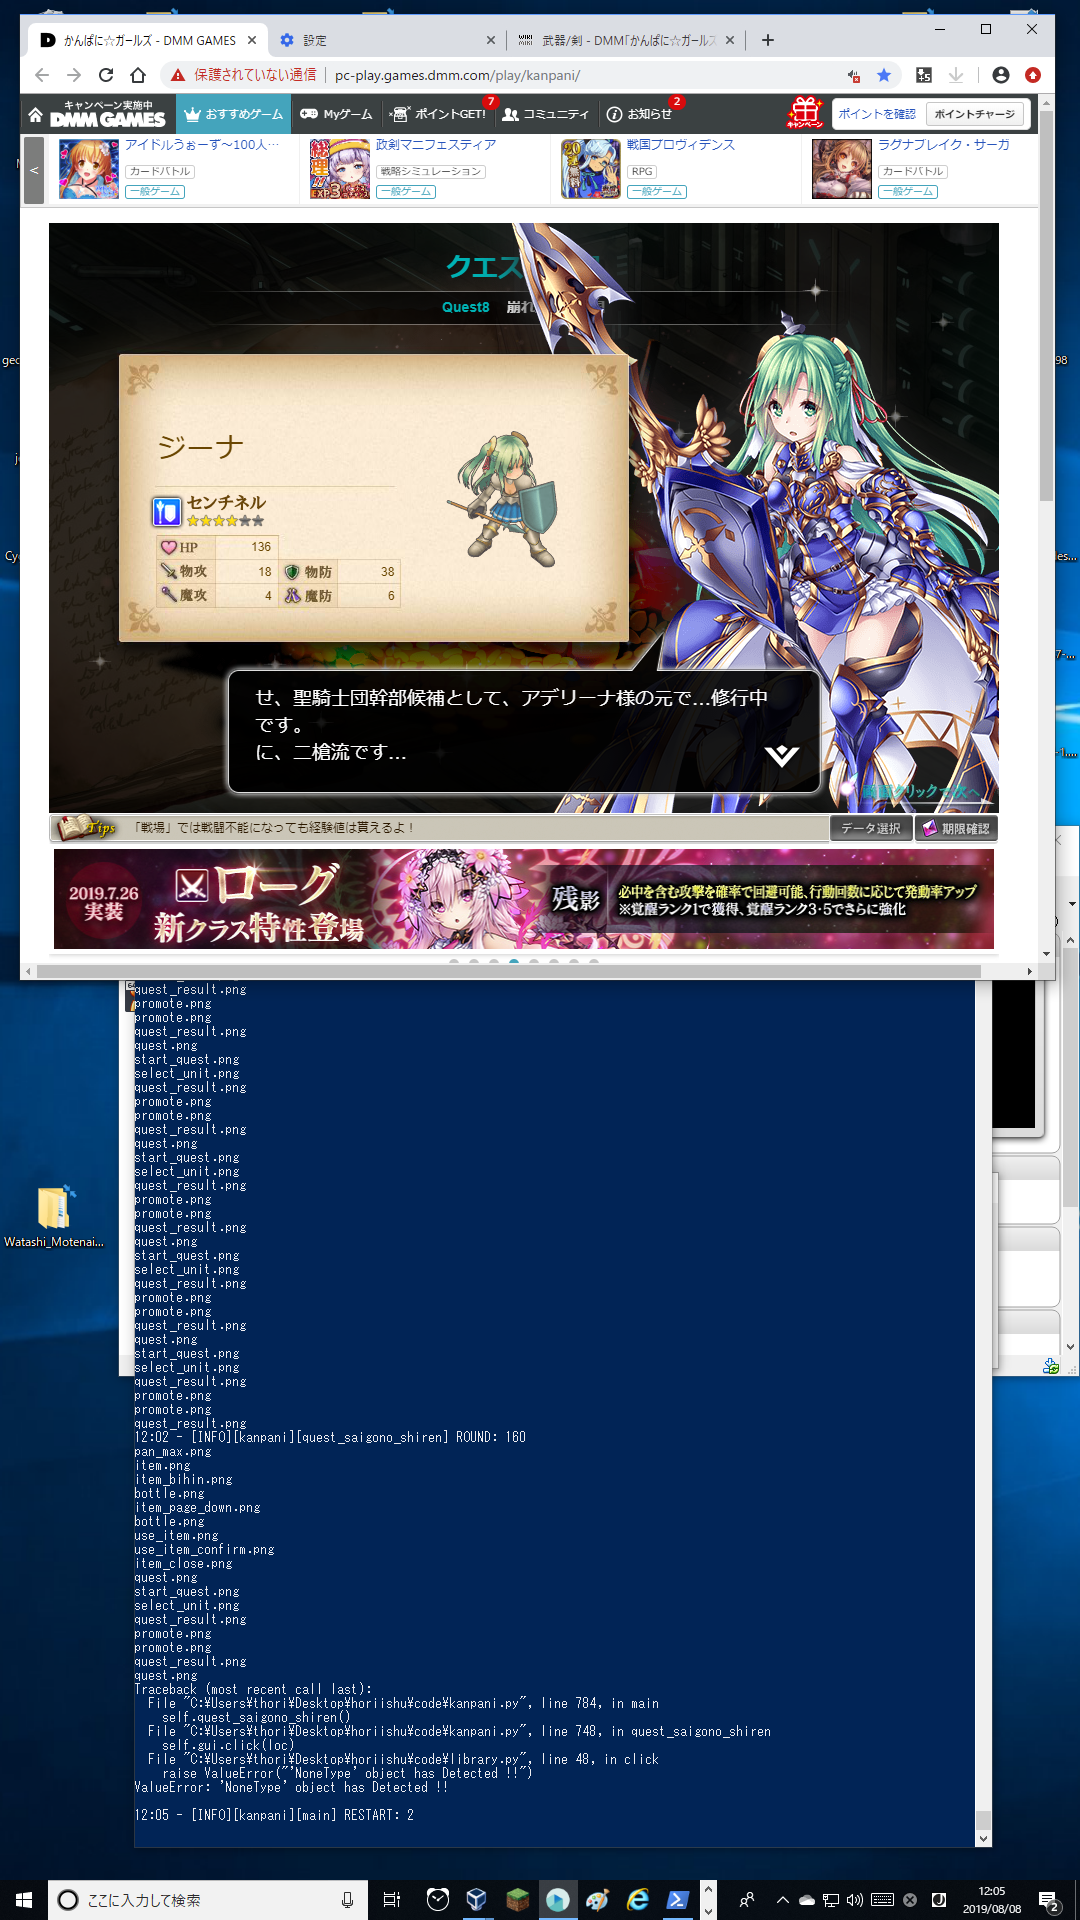 かんぱに☆ガールズ - DMM GAMES
設定
武器/剣 - DMM「かんぱに☆ガールズ
保護されていない通信 | pc-play.games.dmm.com/play/kanpani/
キャンペーン実施中
DMM GAMES
おすすめゲーム
Myゲーム
ポイントGET!
7
コミュニティ
お知らせ
2
キャンペーン
ポイントを確認
ポイントチャージ
<
アイドルうぉーず～100人…
カードバトル
一般ゲーム
政剣マニフェスティア
戦略シミュレーション
一般ゲーム
戦国プロヴィデンス
RPG
一般ゲーム
ラグナブレイク・サーガ
カードバトル
一般ゲーム
クエス
Quest8 崩れ
ジーナ
センチネル
HP 136
物攻 18 物防 38
魔攻 4 魔防 6
せ、聖騎士団幹部候補として、アデリーナ様の元で…修行中
です。
に、二槍流です…
Tips
「戦場」では戦闘不能になっても経験値は貰えるよ！
データ選択
期限確認
2019.7.26
実装
ローグ
新クラス特性登場
残影
必中を含む攻撃を確率で回避可能、行動回数に応じて発動率アップ
※覚醒ランク1で獲得、覚醒ランク3・5でさらに強化
quest_result.png
promote.png
promote.png
quest_result.png
quest.png
start_quest.png
select_unit.png
quest_result.png
promote.png
promote.png
quest_result.png
quest.png
start_quest.png
select_unit.png
quest_result.png
promote.png
promote.png
quest_result.png
quest.png
start_quest.png
select_unit.png
quest_result.png
promote.png
promote.png
quest_result.png
quest.png
start_quest.png
select_unit.png
quest_result.png
promote.png
promote.png
quest_result.png
12:02 - [INFO][kanpani][quest_saigono_shiren] ROUND: 160
pan_max.png
item.png
item_bihin.png
bottle.png
item_page_down.png
bottle.png
use_item.png
use_item_confirm.png
item_close.png
quest.png
start_quest.png
select_unit.png
quest_result.png
promote.png
promote.png
quest_result.png
quest.png
Traceback (most recent call last):
File "C:¥Users¥thori¥Desktop¥horiishu¥code¥kanpani.py", line 784, in main
self.quest_saigono_shiren()
File "C:¥Users¥thori¥Desktop¥horiishu¥code¥kanpani.py", line 748, in quest_saigono_shiren
self.gui.click(loc)
File "C:¥Users¥thori¥Desktop¥horiishu¥code¥library.py", line 48, in click
raise ValueError("'NoneType' object has Detected !!")
ValueError: 'NoneType' object has Detected !!
12:05 - [INFO][kanpani][main] RESTART: 2
Watashi_Motenai...
ここに入力して検索
12:05
2019/08/08
2